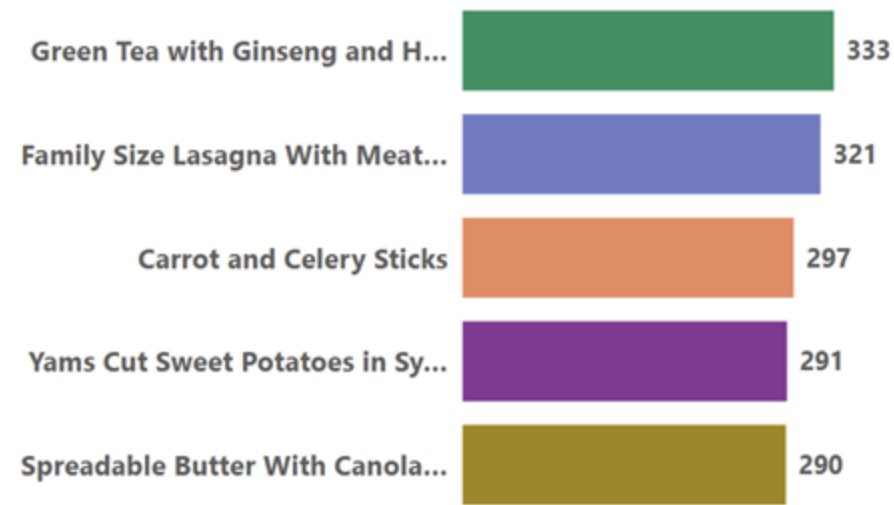 Green Tea with Ginseng and H... 333
Family Size Lasagna With Meat... 321
Carrot and Celery Sticks 297
Yams Cut Sweet Potatoes in Sy... 291
Spreadable Butter With Canola... 290